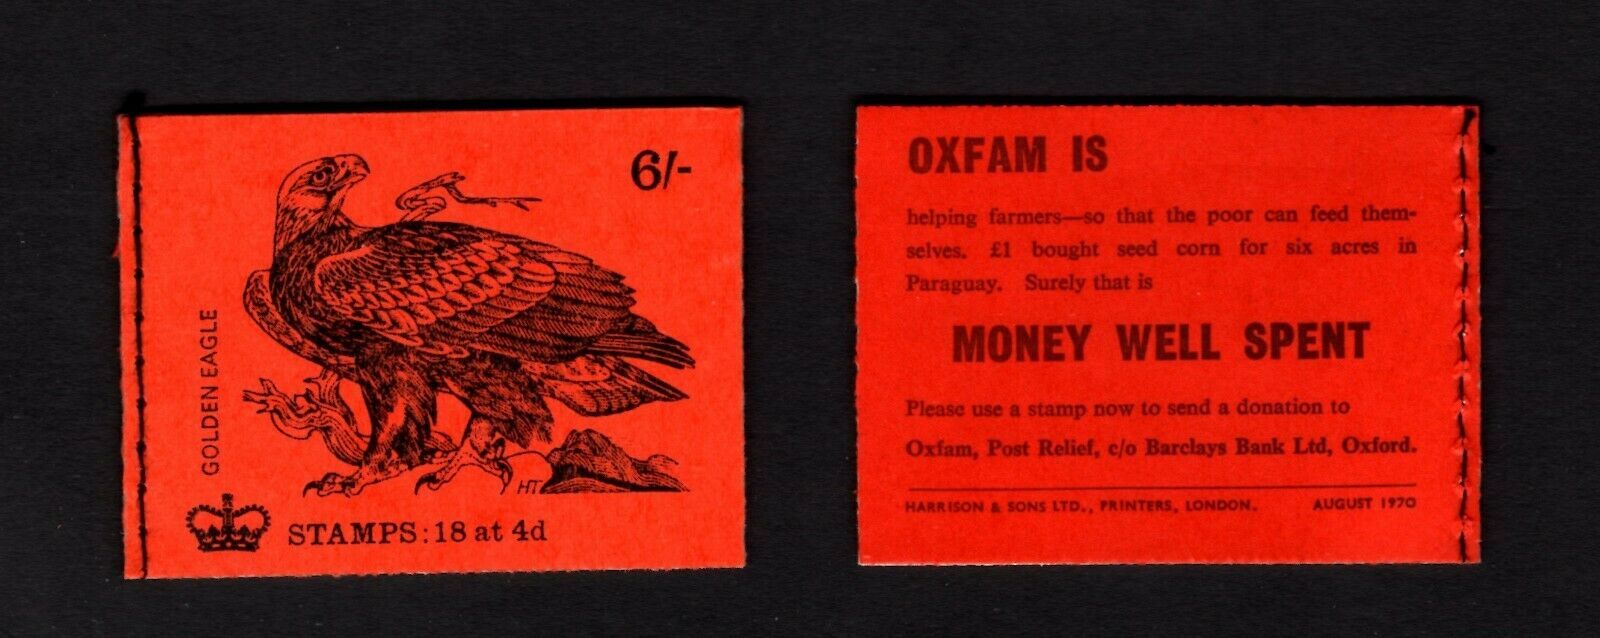 6/-
GOLDEN EAGLE
HT
STAMPS: 18 at 4d
OXFAM IS
helping farmers—so that the poor can feed them-
selves. £1 bought seed corn for six acres in
Paraguay. Surely that is
MONEY WELL SPENT
Please use a stamp now to send a donation to
Oxfam, Post Relief, c/o Barclays Bank Ltd, Oxford.
HARRISON & SONS LTD., PRINTERS, LONDON. AUGUST 1970